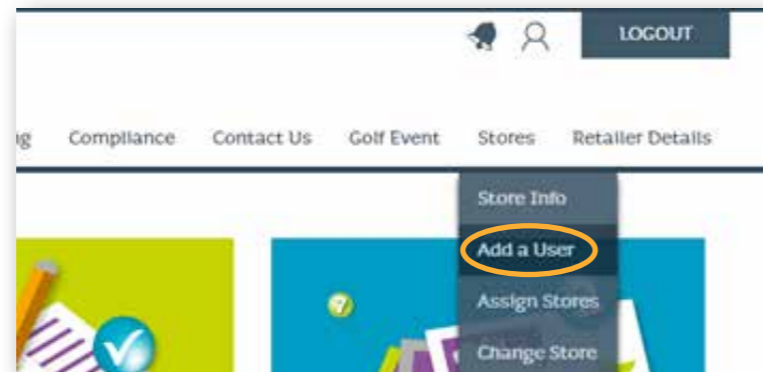 LOGOUT
Compliance Contact Us Golf Event Stores Retailer Details
Store Info
Add a User
Assign Stores
Change Store